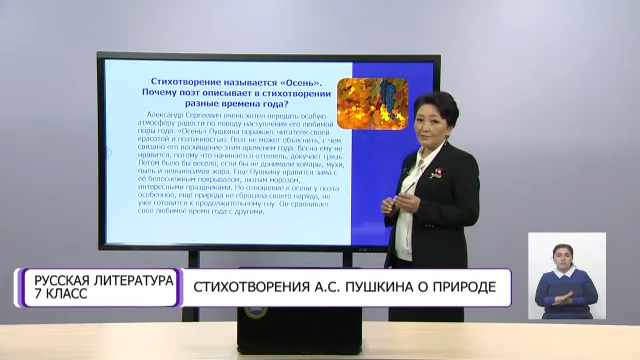 Стихотворение называется «Осень».
Почему поэт описывает в стихотворении
разные времена года?
Александр Сергеевич очень хотел передать особую
атмосферу радости по поводу наступления его любимой
поры года. «Осень» Пушкина поражает читателя своей
красотой и поэтичностью. Поэт не может объяснить, с чем
связано его восхищение этим временем года. Весна ему не
нравится, потому что начинается оттепель, докучает грязь.
Летом было бы весело, если бы не донимали комары, мухи,
пыль и невыносимая жара. Еще Пушкину нравится зима с
её белоснежным покрывалом, лютым морозом,
интересными праздниками. Но отношение к осени у поэта
особенное, ещё природа не сбросила своего наряда, но
уже готовится к продолжительному сну. Он сравнивает
своё любимое время года с другими.
РУССКАЯ ЛИТЕРАТУРА
7 КЛАСС
СТИХОТВОРЕНИЯ А.С. ПУШКИНА О ПРИРОДЕ